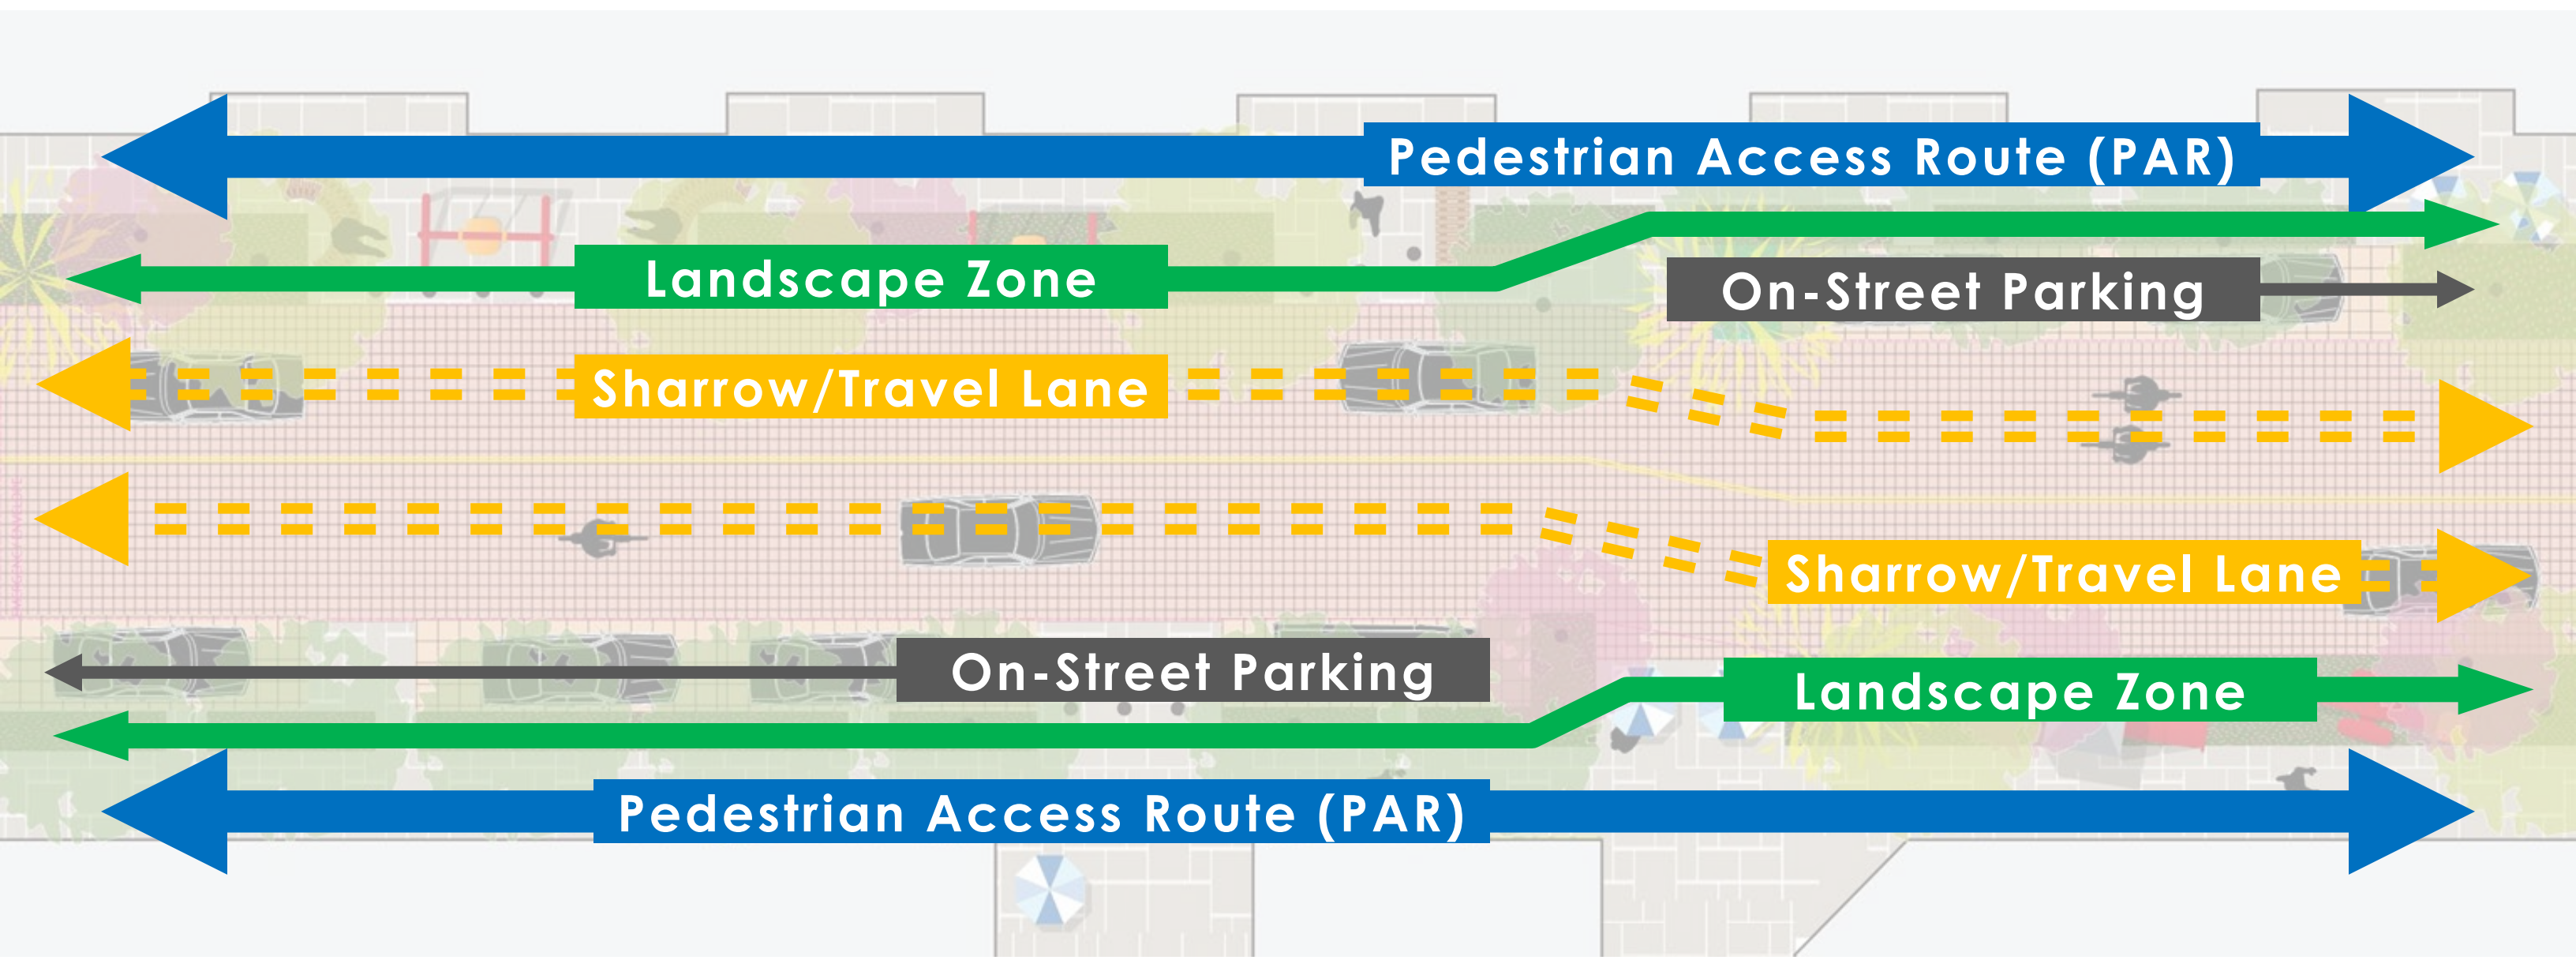 Pedestrian Access Route (PAR)
Landscape Zone
On-Street Parking
Sharrow/Travel Lane
Sharrow/Travel Lane
On-Street Parking
Landscape Zone
Pedestrian Access Route (PAR)